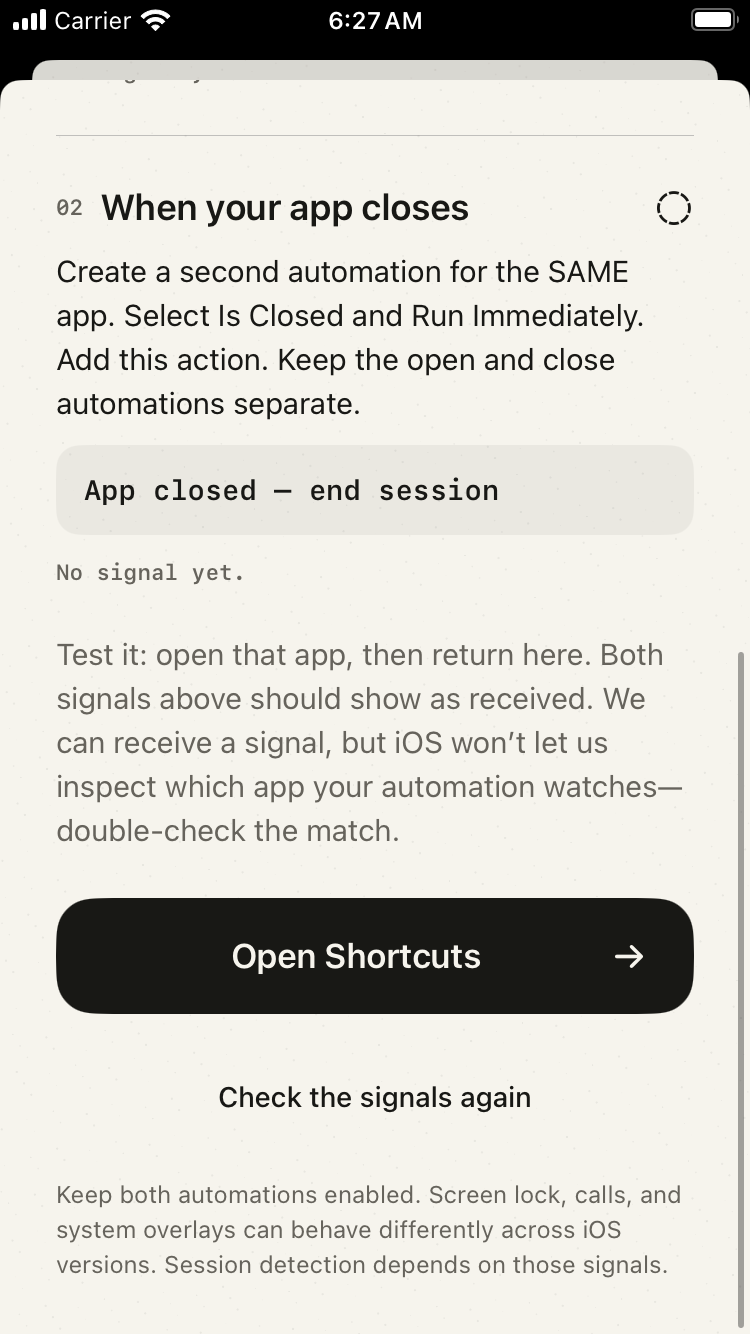 Carrier 6:27 AM
02 When your app closes
Create a second automation for the SAME
app. Select Is Closed and Run Immediately.
Add this action. Keep the open and close
automations separate.
App closed — end session
No signal yet.
Test it: open that app, then return here. Both
signals above should show as received. We
can receive a signal, but iOS won’t let us
inspect which app your automation watches—
double-check the match.
Open Shortcuts
Check the signals again
Keep both automations enabled. Screen lock, calls, and
system overlays can behave differently across iOS
versions. Session detection depends on those signals.